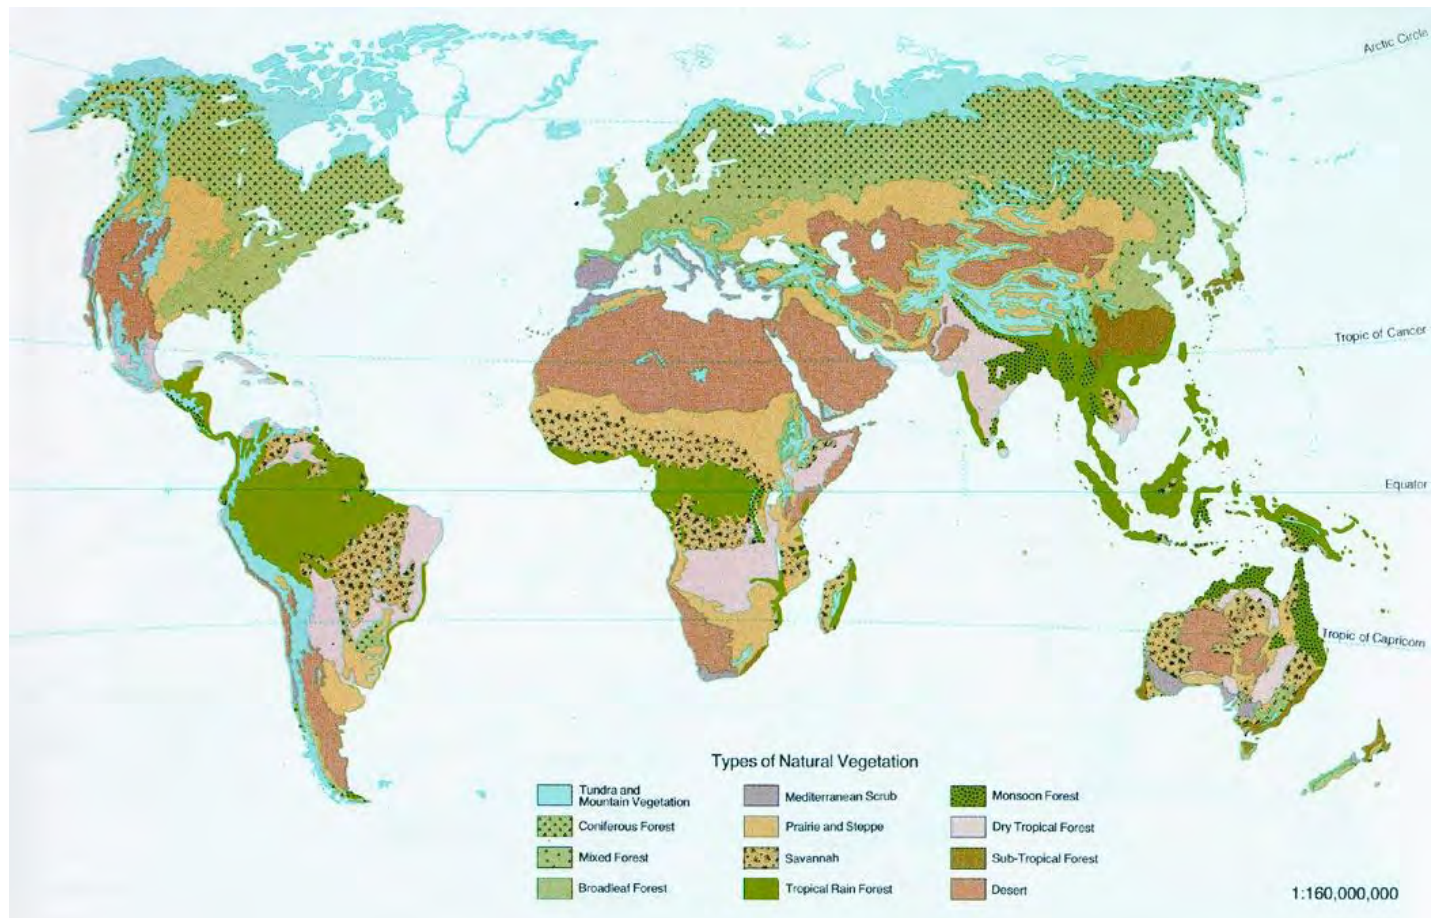 Arctic Circle
Tropic of Cancer
Equator
Tropic of Capricorn
Types of Natural Vegetation
Tundra and
Mountain Vegetation
Coniferous Forest
Mixed Forest
Broadleaf Forest
Mediterranean Scrub
Prairie and Steppe
Savannah
Tropical Rain Forest
Monsoon Forest
Dry Tropical Forest
Sub-Tropical Forest
Desert
1:160,000,000